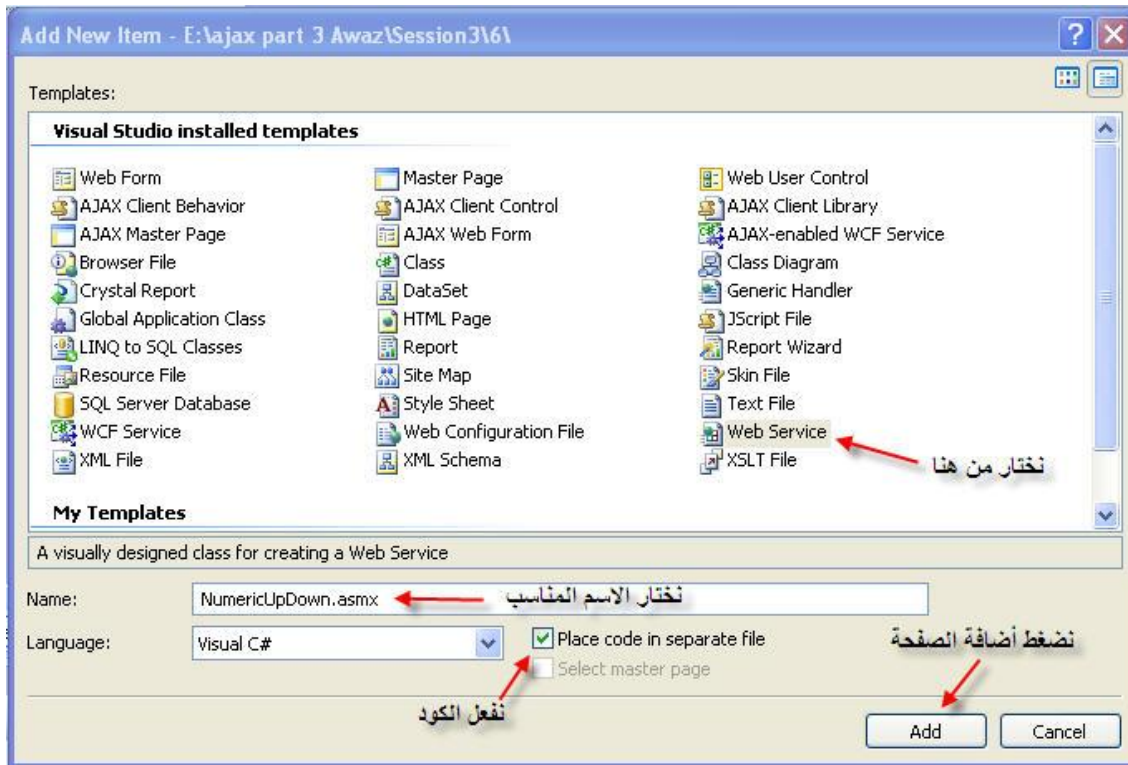 Add New Item - E:\ajax part 3 Awaz\Session3\6\
Templates:
Visual Studio installed templates
Web Form Master Page Web User Control
AJAX Client Behavior AJAX Client Control AJAX Client Library
AJAX Master Page AJAX Web Form AJAX-enabled WCF Service
Browser File Class Class Diagram
Crystal Report DataSet Generic Handler
Global Application Class HTML Page JScript File
LINQ to SQL Classes Report Report Wizard
Resource File Site Map Skin File
SQL Server Database Style Sheet Text File
WCF Service Web Configuration File Web Service
XML File XML Schema XSLT File
نختار من هنا
My Templates
A visually designed class for creating a Web Service
Name: NumericUpDown.asmx نختار الاسم المناسب
Language: Visual C# Place code in separate file نضغط أضافة الصفحة
Select master page
نفعل الكود
Add Cancel